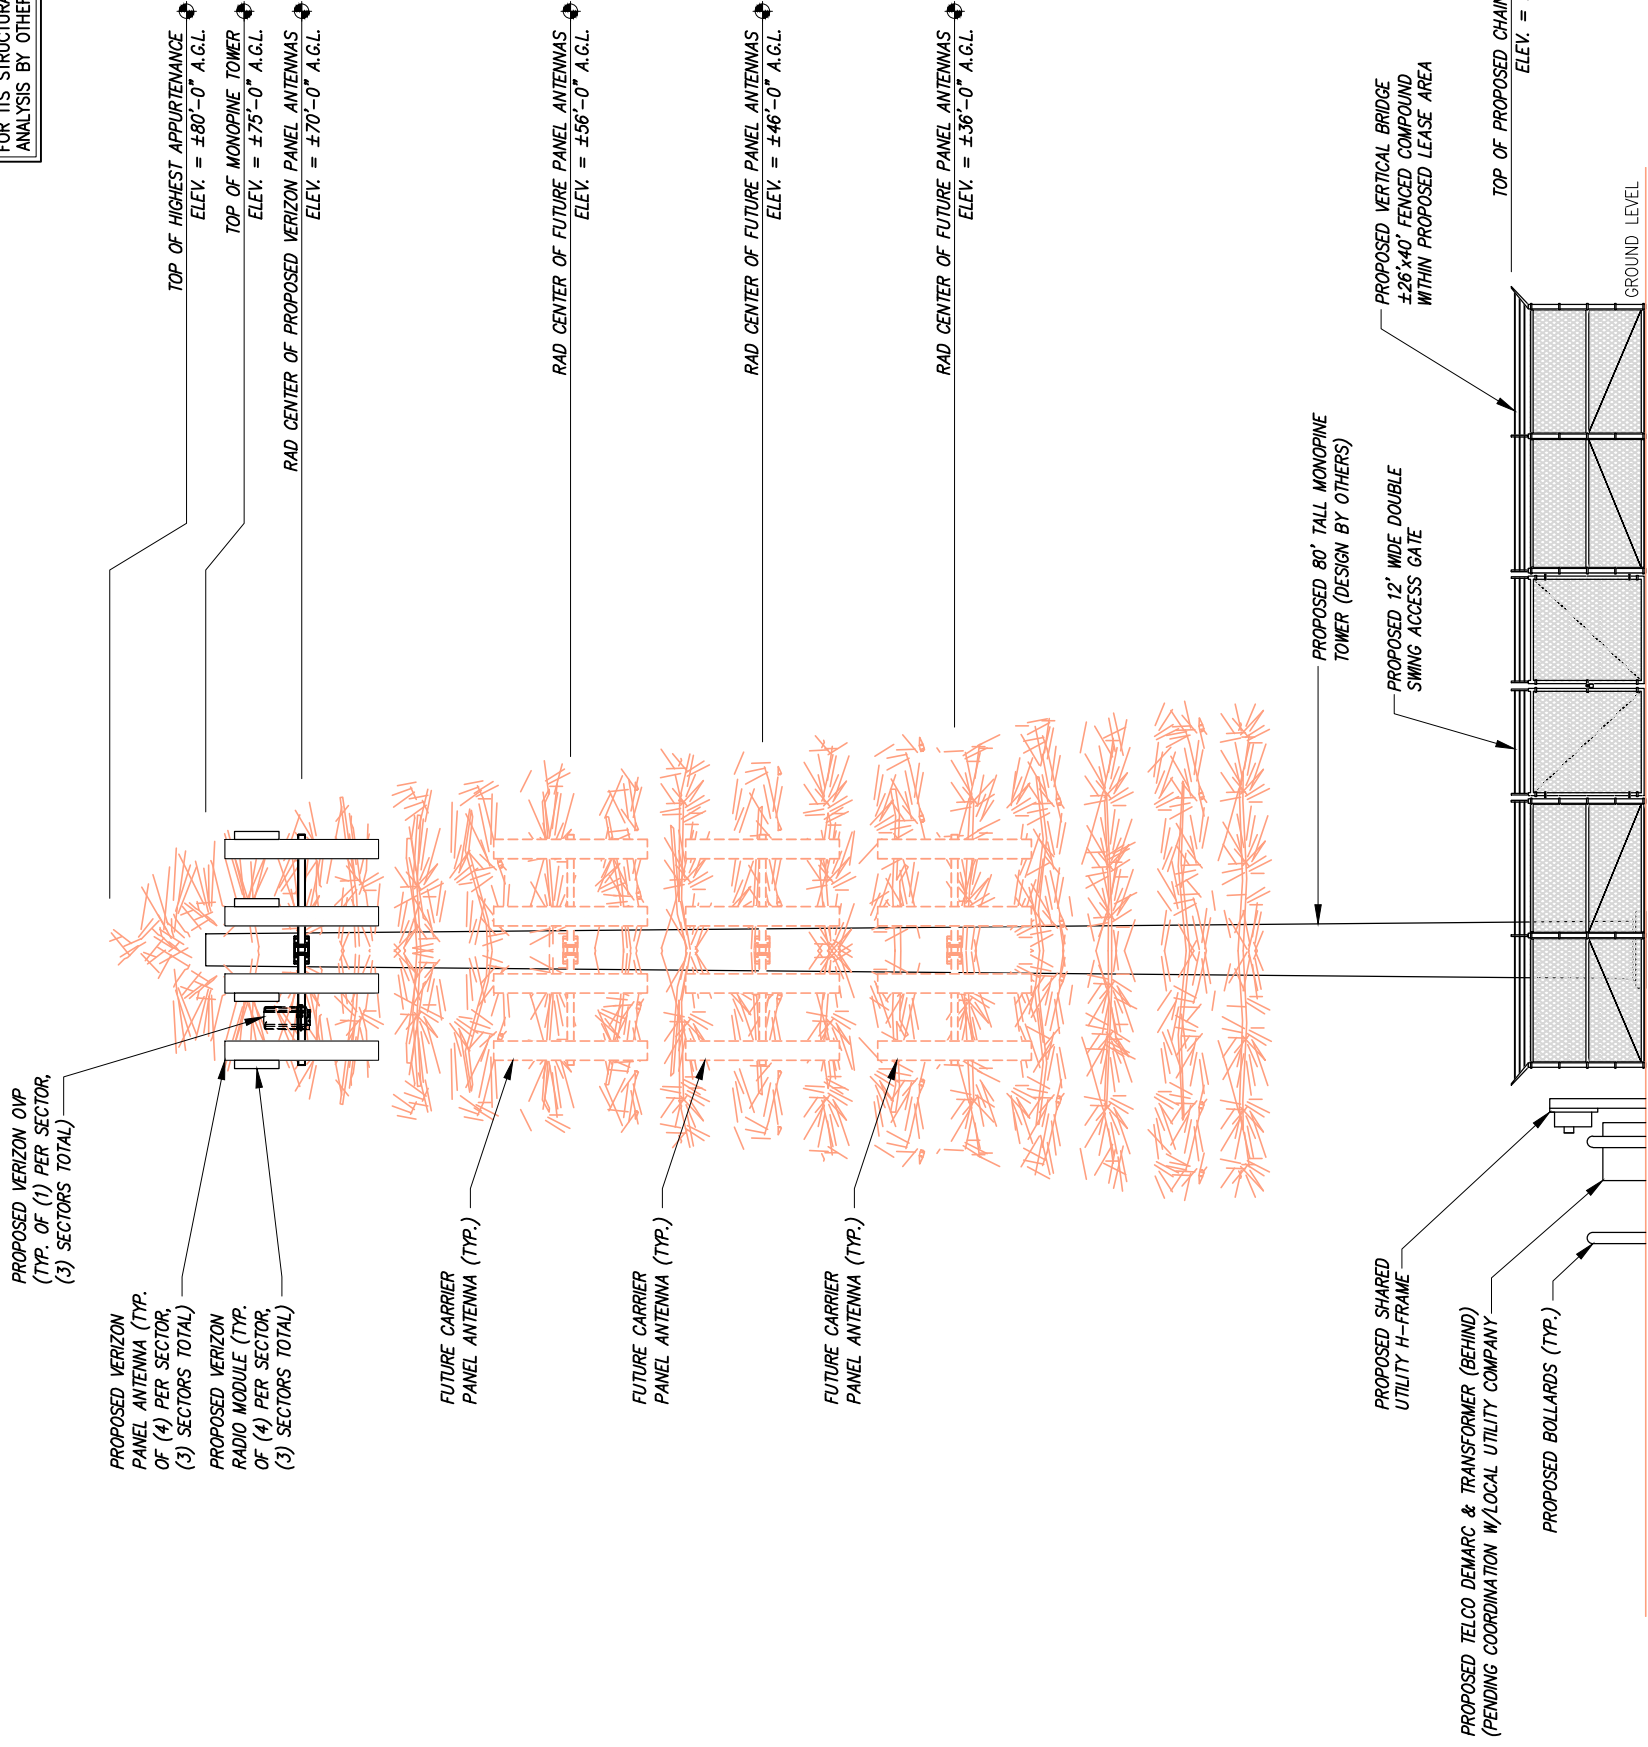 FOR ITS STRUCTURAL
ANALYSIS BY OTHER
TOP OF HIGHEST APPURTENANCE
ELEV. = ±80'-0" A.G.L.
TOP OF MONOPINE TOWER
ELEV. = ±75'-0" A.G.L.
RAD CENTER OF PROPOSED VERIZON PANEL ANTENNAS
ELEV. = ±70'-0" A.G.L.
RAD CENTER OF FUTURE PANEL ANTENNAS
ELEV. = ±56'-0" A.G.L.
RAD CENTER OF FUTURE PANEL ANTENNAS
ELEV. = ±46'-0" A.G.L.
RAD CENTER OF FUTURE PANEL ANTENNAS
ELEV. = ±36'-0" A.G.L.
TOP OF PROPOSED CHAIN
ELEV. =
PROPOSED VERTICAL BRIDGE
±26'x40' FENCED COMPOUND
WITHIN PROPOSED LEASE AREA
GROUND LEVEL
PROPOSED 80' TALL MONOPINE
TOWER (DESIGN BY OTHERS)
PROPOSED 12' WIDE DOUBLE
SWING ACCESS GATE
PROPOSED VERIZON OVP
(TYP. OF (1) PER SECTOR,
(3) SECTORS TOTAL)
PROPOSED VERIZON
PANEL ANTENNA (TYP.
OF (4) PER SECTOR,
(3) SECTORS TOTAL)
PROPOSED VERIZON
RADIO MODULE (TYP.
OF (4) PER SECTOR,
(3) SECTORS TOTAL)
FUTURE CARRIER
PANEL ANTENNA (TYP.)
FUTURE CARRIER
PANEL ANTENNA (TYP.)
FUTURE CARRIER
PANEL ANTENNA (TYP.)
PROPOSED SHARED
UTILITY H-FRAME
PROPOSED TELCO DEMARC & TRANSFORMER (BEHIND)
(PENDING COORDINATION W/LOCAL UTILITY COMPANY
PROPOSED BOLLARDS (TYP.)